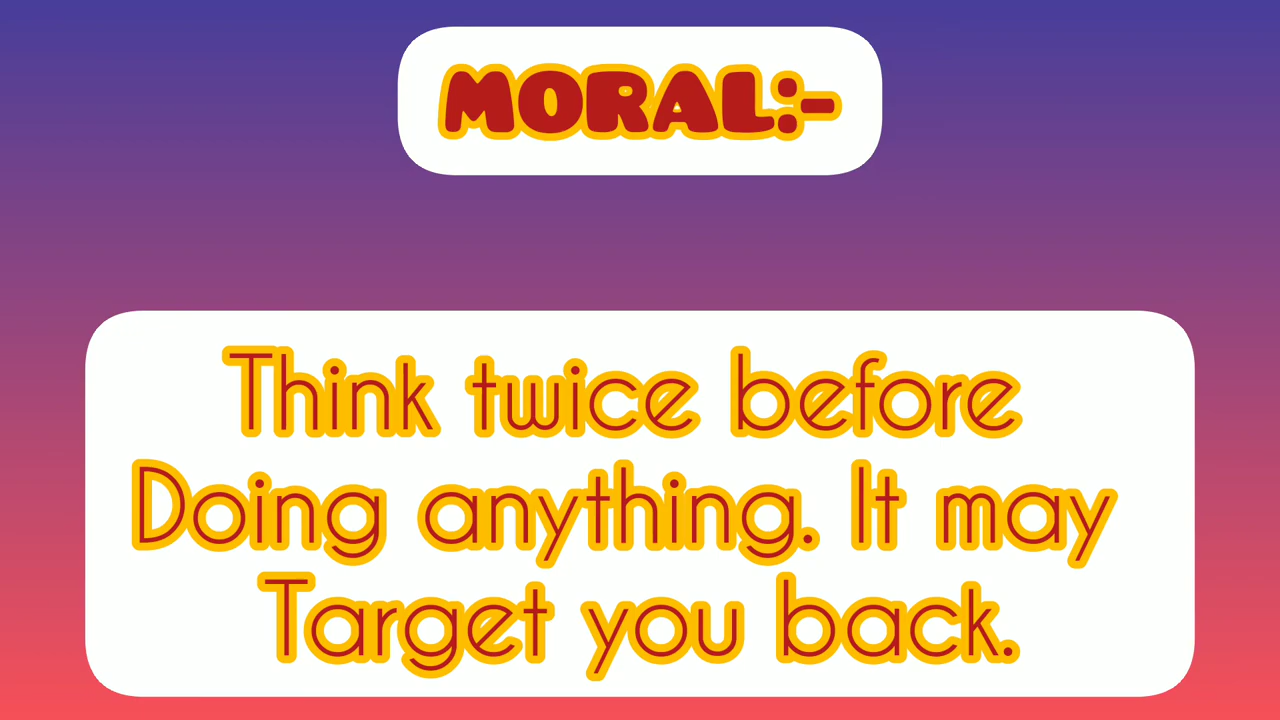 MORAL:-
Think twice before
Doing anything. It may
Target you back.